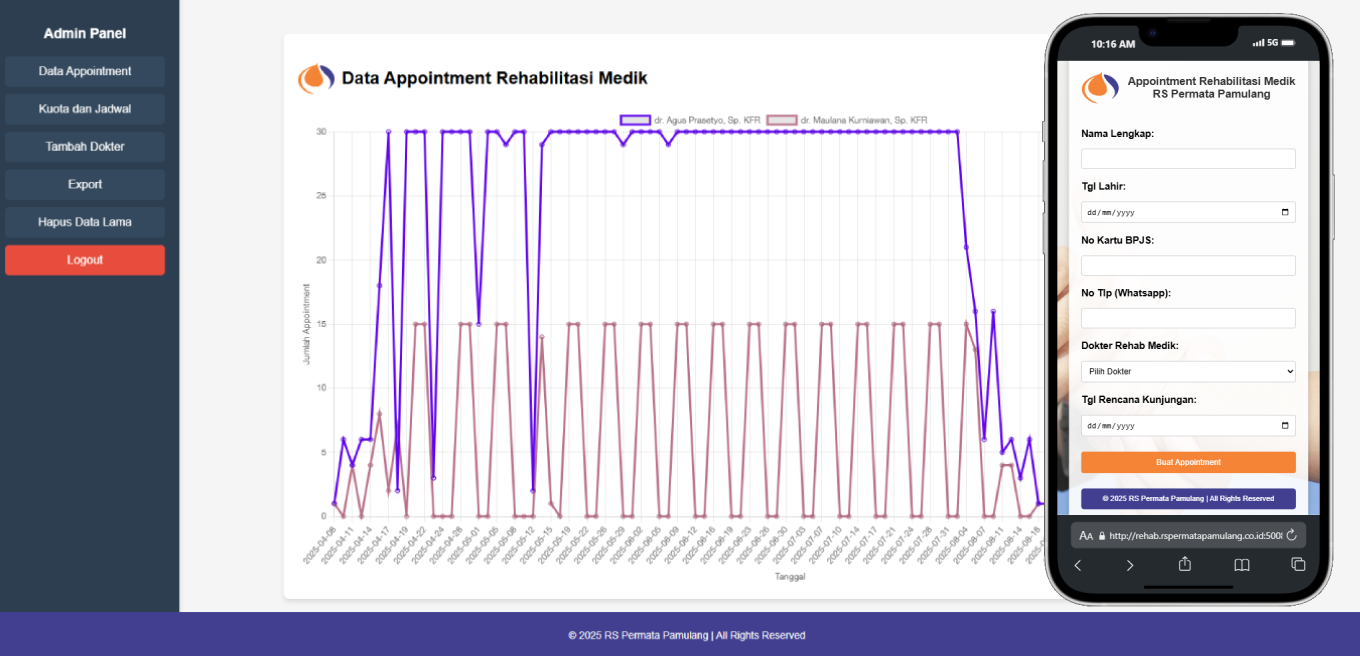 Admin Panel
Data Appointment
Kuota dan Jadwal
Tambah Dokter
Export
Hapus Data Lama
Logout
Data Appointment Rehabilitasi Medik
dr. Agus Prasetyo, Sp. KFR
dr. Maulana Kurniawan, Sp. KFR
30
25
20
15
10
5
0
Jumlah Appointment
2025-04-08
2025-04-11
2025-04-14
2025-04-17
2025-04-19
2025-04-22
2025-04-24
2025-04-28
2025-05-01
2025-05-05
2025-05-08
2025-05-12
2025-05-15
2025-05-19
2025-05-22
2025-05-26
2025-05-29
2025-06-02
2025-06-05
2025-06-09
2025-06-12
2025-06-16
2025-06-19
2025-06-23
2025-06-26
2025-06-30
2025-07-03
2025-07-07
2025-07-10
2025-07-14
2025-07-17
2025-07-21
2025-07-24
2025-07-28
2025-07-31
2025-08-04
2025-08-07
2025-08-11
2025-08-14
2025-08-18
Tanggal
10:16 AM
5G
Appointment Rehabilitasi Medik
RS Permata Pamulang
Nama Lengkap:
Tgl Lahir:
dd/mm/yyyy
No Kartu BPJS:
No Tlp (Whatsapp):
Dokter Rehab Medik:
Pilih Dokter
Tgl Rencana Kunjungan:
dd/mm/yyyy
Buat Appointment
© 2025 RS Permata Pamulang | All Rights Reserved
AA http://rehab.rspermatapamulang.co.id:500
© 2025 RS Permata Pamulang | All Rights Reserved